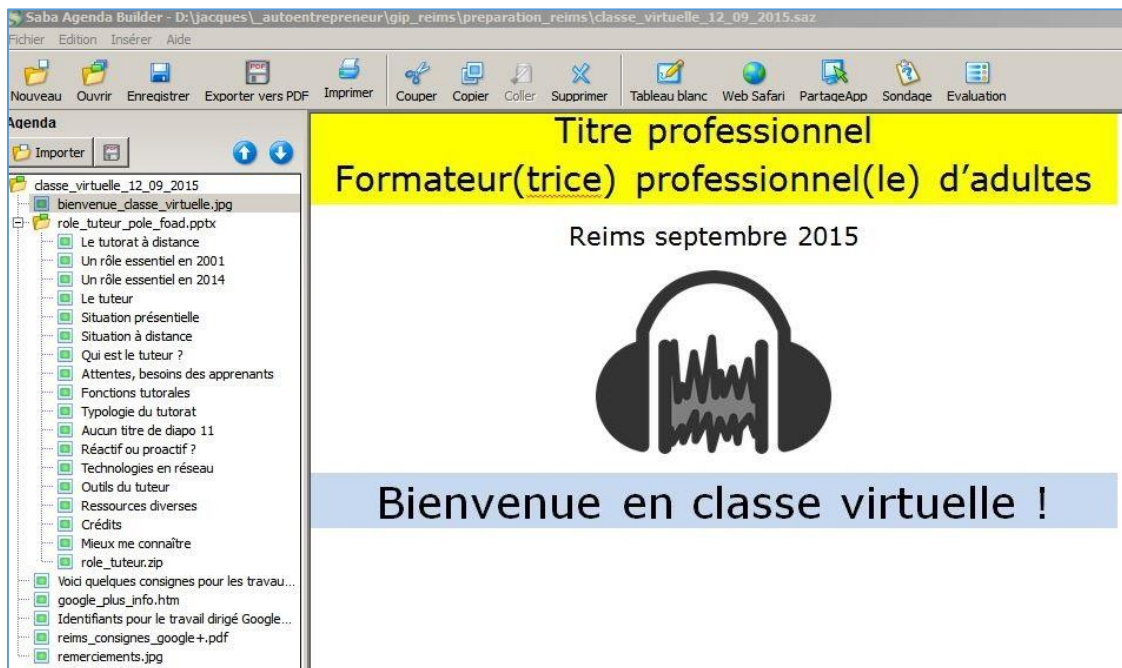 Saba Agenda Builder - D:\jacques\_autoentrepreneur\gip_reims\preparation_reims\classe_virtuelle_12_09_2015.saz
Fichier Edition Insérer Aide
Nouveau Ouvrir Enregistrer Exporter vers PDF Imprimer Couper Copier Coller Supprimer Tableau blanc Web Safari PartageApp Sondage Evaluation
Agenda
Importer
classe_virtuelle_12_09_2015
bienvenue_classe_virtuelle.jpg
role_tuteur_pole_foad.pptx
Le tutorat à distance
Un rôle essentiel en 2001
Un rôle essentiel en 2014
Le tuteur
Situation présentielle
Situation à distance
Qui est le tuteur ?
Attentes, besoins des apprenants
Fonctions tutorales
Typologie du tutorat
Aucun titre de diapo 11
Réactif ou proactif ?
Technologies en réseau
Outils du tuteur
Ressources diverses
Crédits
Mieux me connaître
role_tuteur.zip
Voici quelques consignes pour les travau...
google_plus_info.htm
Identifiants pour le travail dirigé Google...
reims_consignes_google+.pdf
remerciements.jpg
Titre professionnel
Formateur(trice) professionnel(le) d’adultes
Reims septembre 2015
Bienvenue en classe virtuelle !